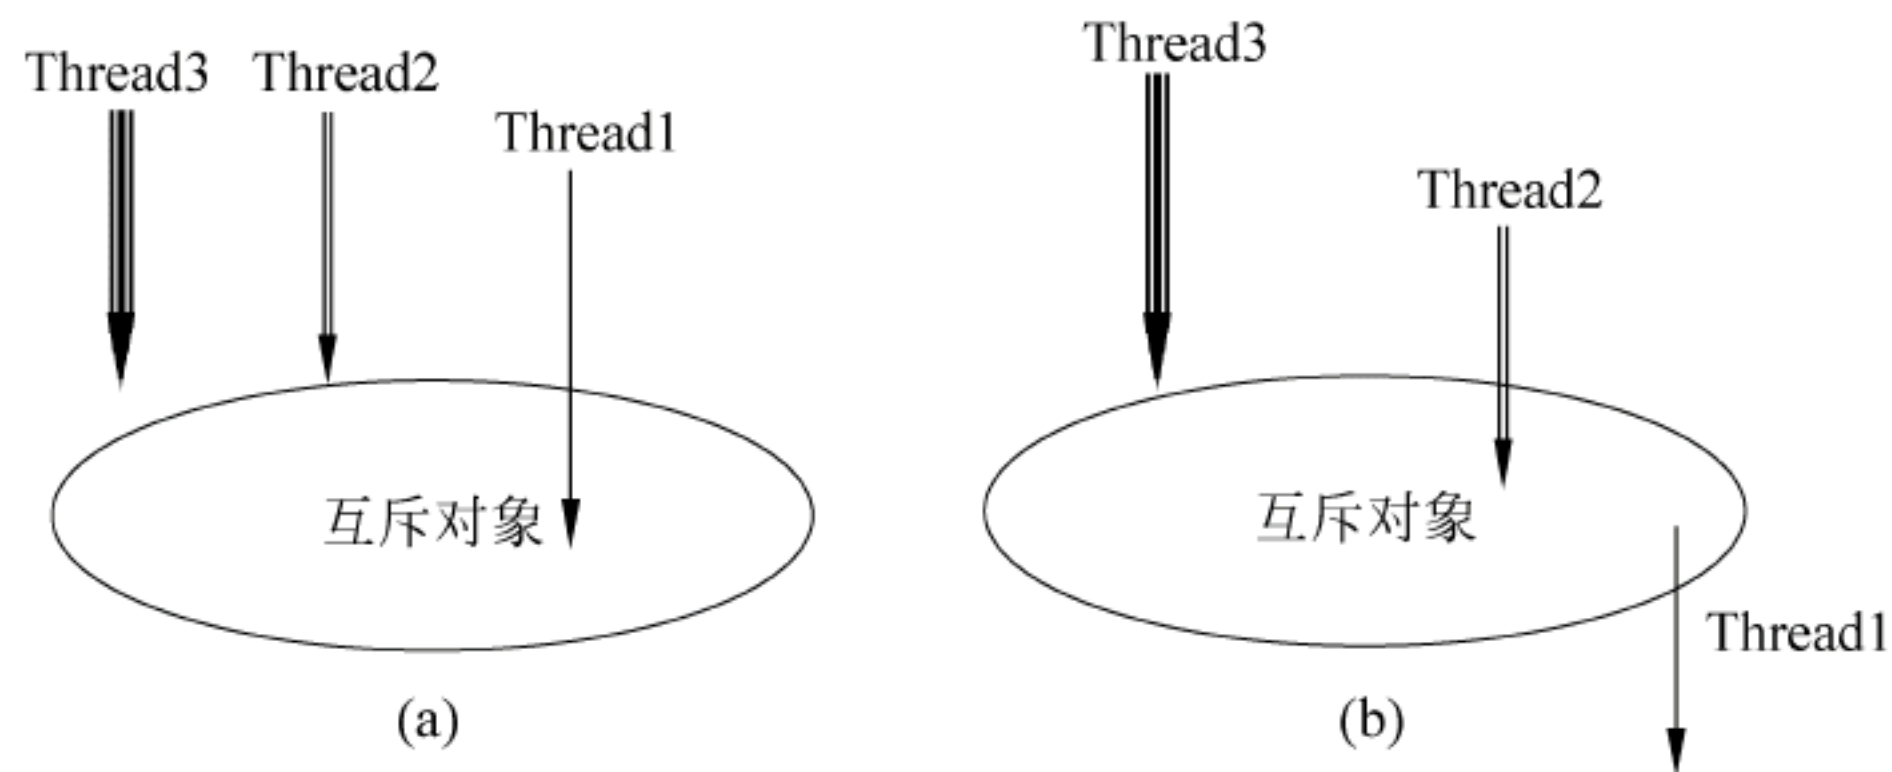 Thread3 Thread2
Thread1
互斥对象
(a)
Thread3
Thread2
互斥对象
Thread1
(b)